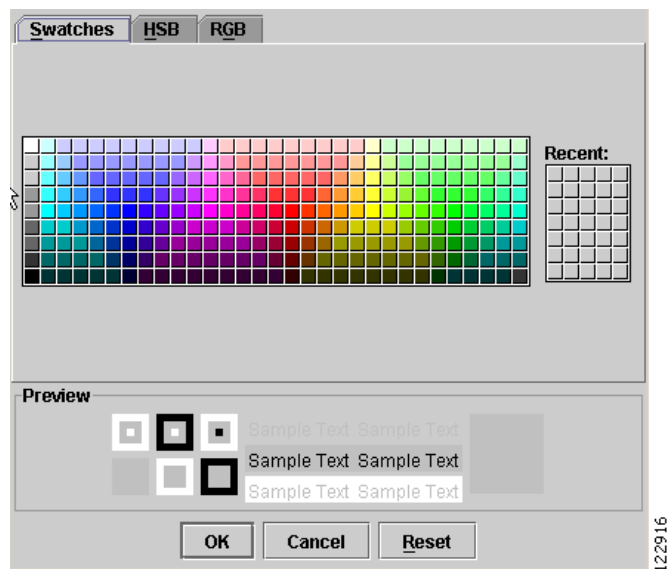 Swatches HSB RGB
Recent:
Preview
Sample Text Sample Text
Sample Text Sample Text
Sample Text Sample Text
OK Cancel Reset
122916